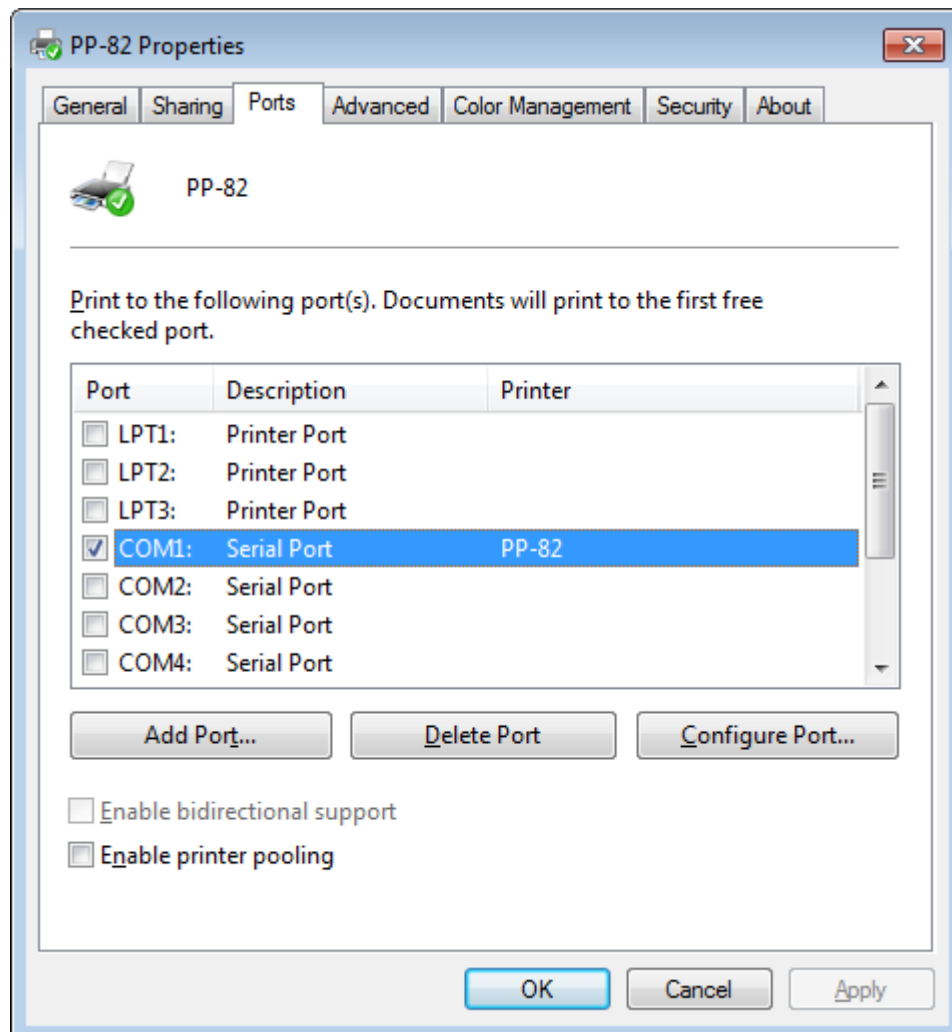 PP-82 Properties
General Sharing Ports Advanced Color Management Security About
PP-82
Print to the following port(s). Documents will print to the first free
checked port.
Port Description Printer
LPT1: Printer Port
LPT2: Printer Port
LPT3: Printer Port
COM1: Serial Port PP-82
COM2: Serial Port
COM3: Serial Port
COM4: Serial Port
Add Port... Delete Port Configure Port...
Enable bidirectional support
Enable printer pooling
OK Cancel Apply